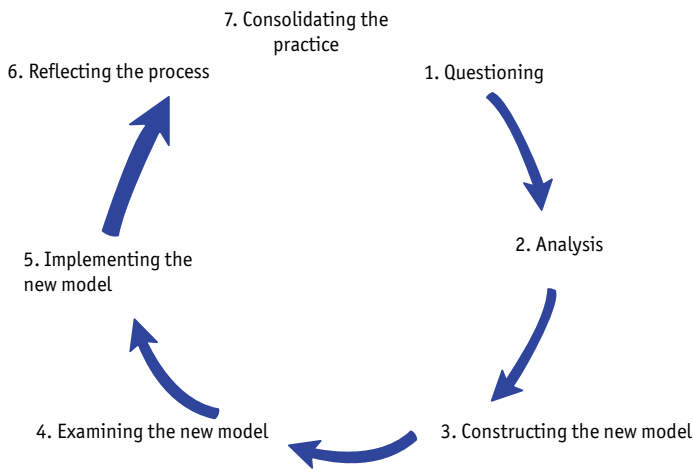 7. Consolidating the
practice
6. Reflecting the process
1. Questioning
2. Analysis
5. Implementing the
new model
4. Examining the new model
3. Constructing the new model